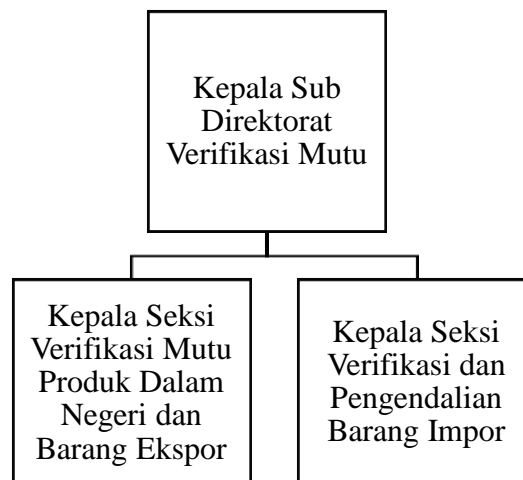 Kepala Sub
Direktorat
Verifikasi Mutu
Kepala Seksi
Verifikasi Mutu
Produk Dalam
Negeri dan
Barang Ekspor
Kepala Seksi
Verifikasi dan
Pengendalian
Barang Impor